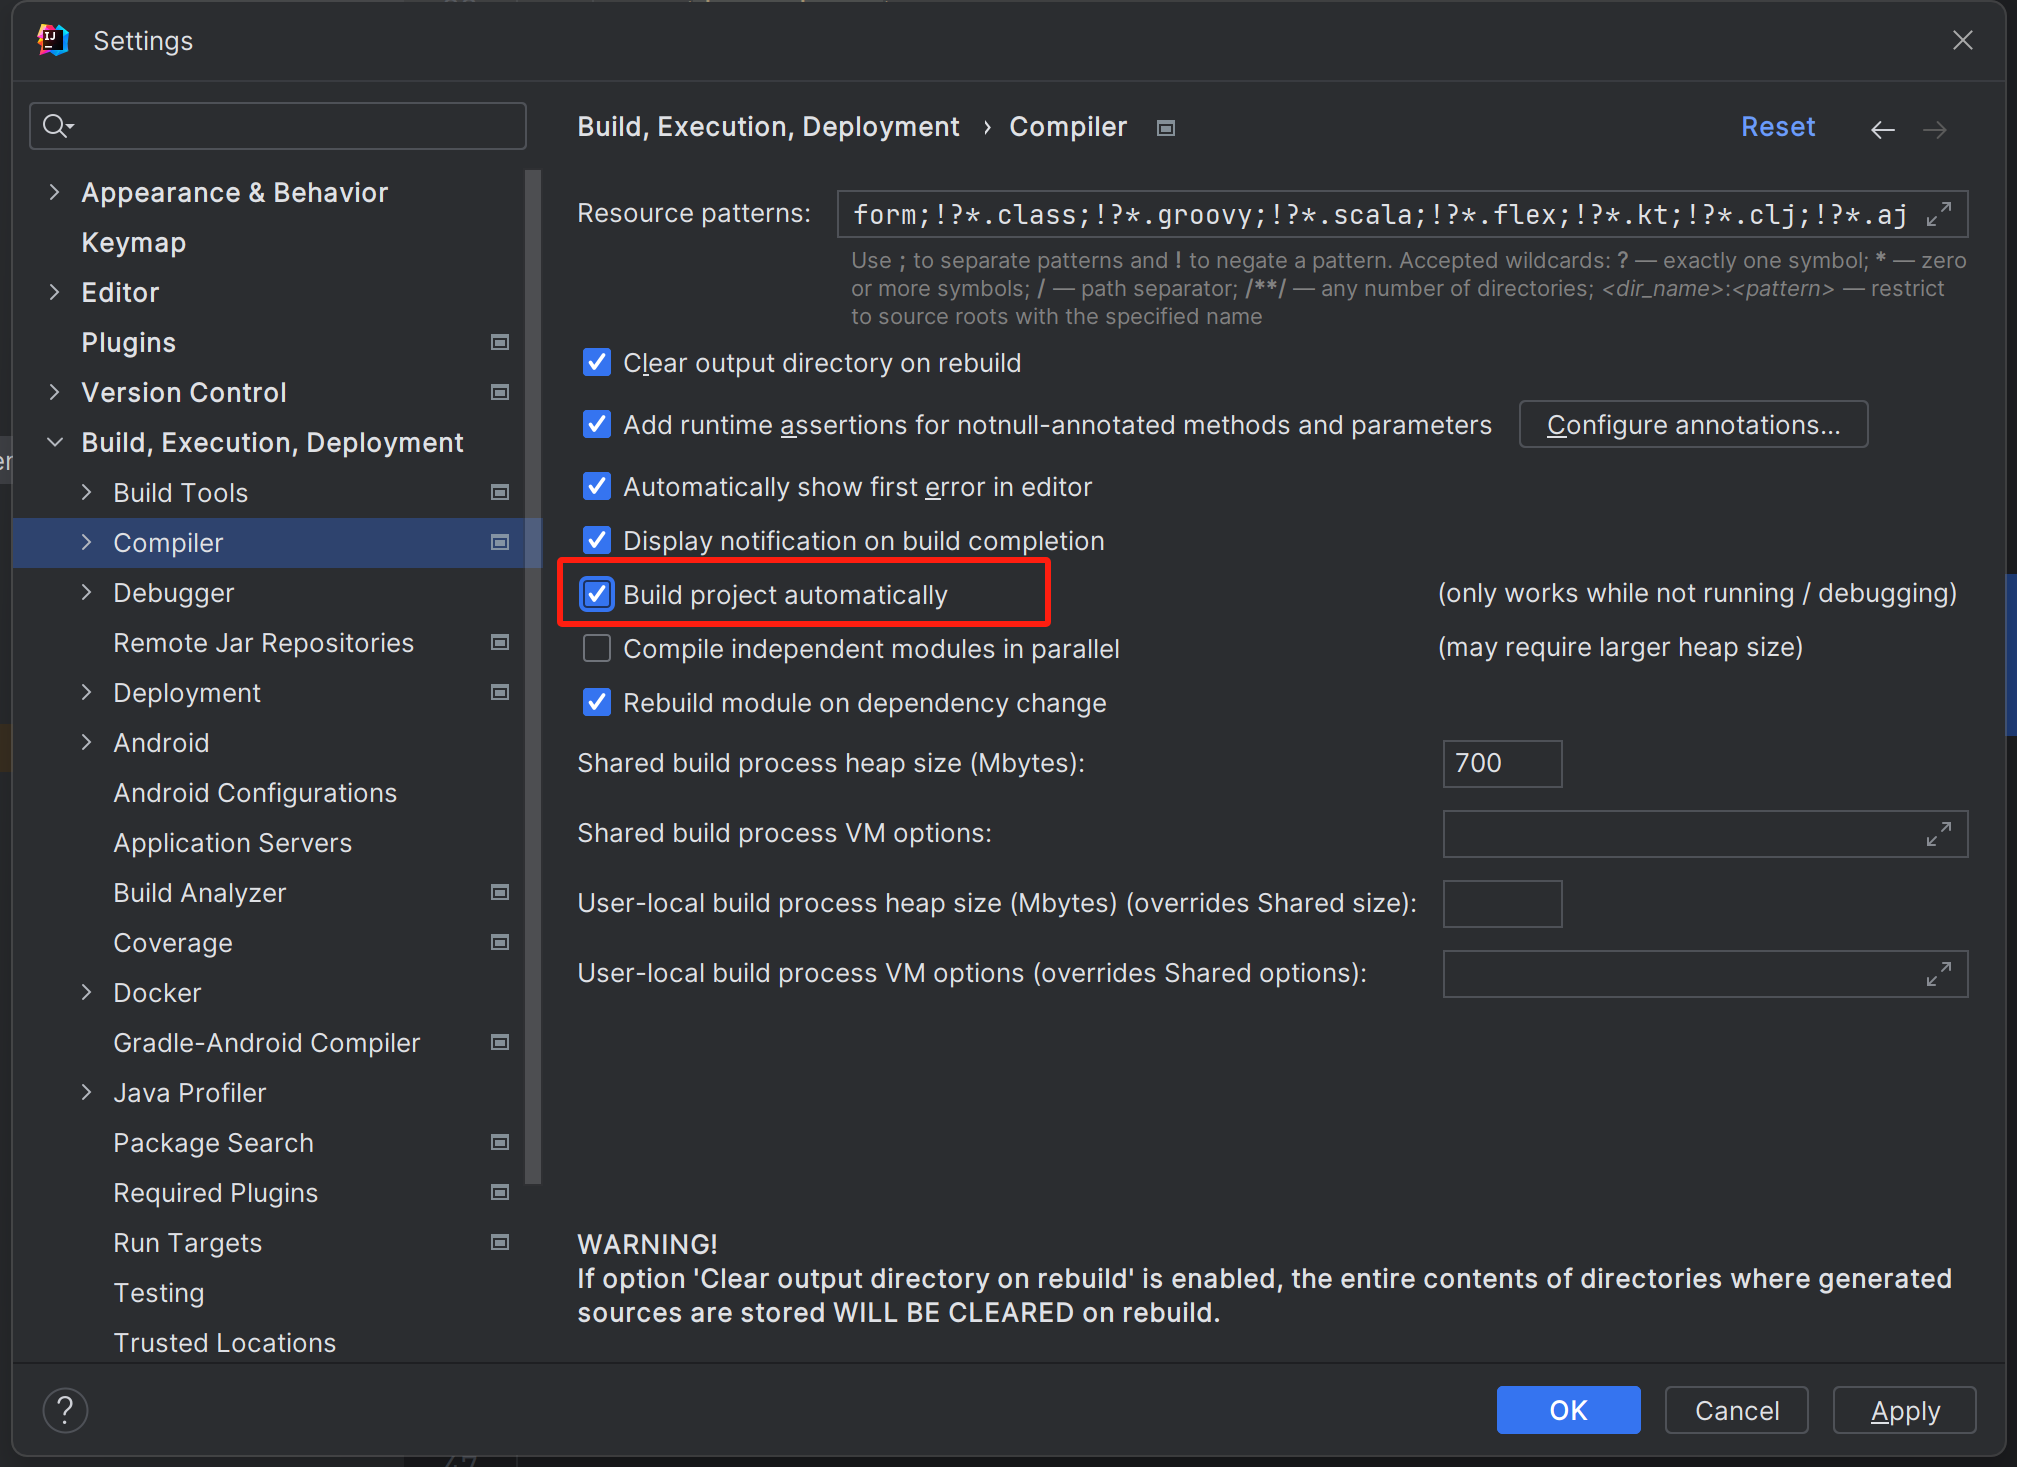 Settings
Appearance & Behavior
Keymap
Editor
Plugins
Version Control
Build, Execution, Deployment
Build Tools
Compiler
Debugger
Remote Jar Repositories
Deployment
Android
Android Configurations
Application Servers
Build Analyzer
Coverage
Docker
Gradle-Android Compiler
Java Profiler
Package Search
Required Plugins
Run Targets
Testing
Trusted Locations
Build, Execution, Deployment › Compiler
Reset
Resource patterns: form;!?*.class;!?*.groovy;!?*.scala;!?*.flex;!?*.kt;!?*.clj;!?*.aj
Use ; to separate patterns and ! to negate a pattern. Accepted wildcards: ? — exactly one symbol; * — zero
or more symbols; / — path separator; /**/ — any number of directories; <dir_name>:<pattern> — restrict
to source roots with the specified name
Clear output directory on rebuild
Add runtime assertions for notnull-annotated methods and parameters Configure annotations...
Automatically show first error in editor
Display notification on build completion
Build project automatically (only works while not running / debugging)
Compile independent modules in parallel (may require larger heap size)
Rebuild module on dependency change
Shared build process heap size (Mbytes): 700
Shared build process VM options:
User-local build process heap size (Mbytes) (overrides Shared size):
User-local build process VM options (overrides Shared options):
WARNING!
If option 'Clear output directory on rebuild' is enabled, the entire contents of directories where generated
sources are stored WILL BE CLEARED on rebuild.
? OK Cancel Apply